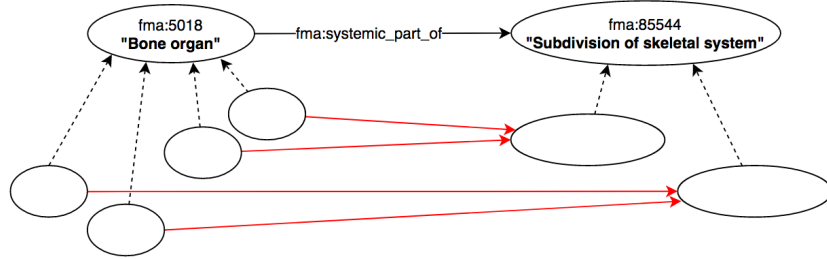 fma:5018
"Bone organ"
fma:systemic_part_of
fma:85544
"Subdivision of skeletal system"